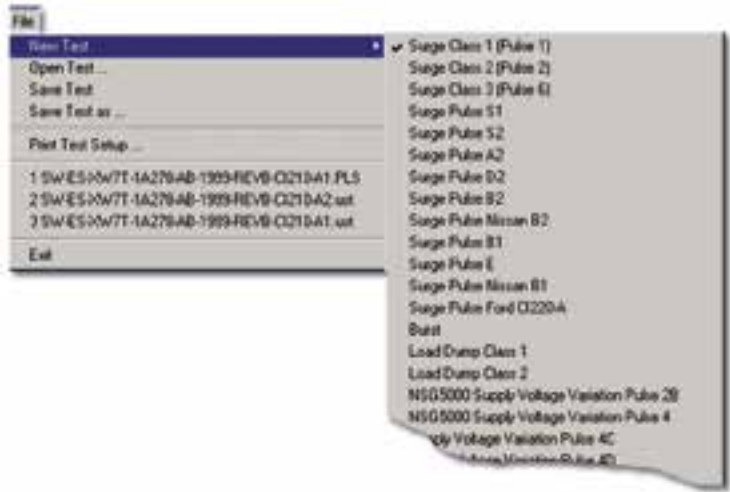 File
New Test
Open Test ...
Save Test
Save Test as ...
Print Test Setup ...
1 SW-ES-XW7T-1A278-AB-1999-REVB-CI210-A1.PLS
2 SW-ES-XW7T-1A278-AB-1999-REVB-CI210-A2.uut
3 SW-ES-XW7T-1A278-AB-1999-REVB-CI210-A1.uut
Exit
Surge Class 1 (Pulse 1)
Surge Class 2 (Pulse 2)
Surge Class 3 (Pulse 6)
Surge Pulse S1
Surge Pulse S2
Surge Pulse A2
Surge Pulse D-2
Surge Pulse B2
Surge Pulse Nissan B2
Surge Pulse B1
Surge Pulse E
Surge Pulse Nissan B1
Surge Pulse Ford CI220-A
Burst
Load Dump Class 1
Load Dump Class 2
NSG5000 Supply Voltage Variation Pulse 2B
NSG5000 Supply Voltage Variation Pulse 4
Voltage Variation Pulse 4C
Variation Pulse 4D